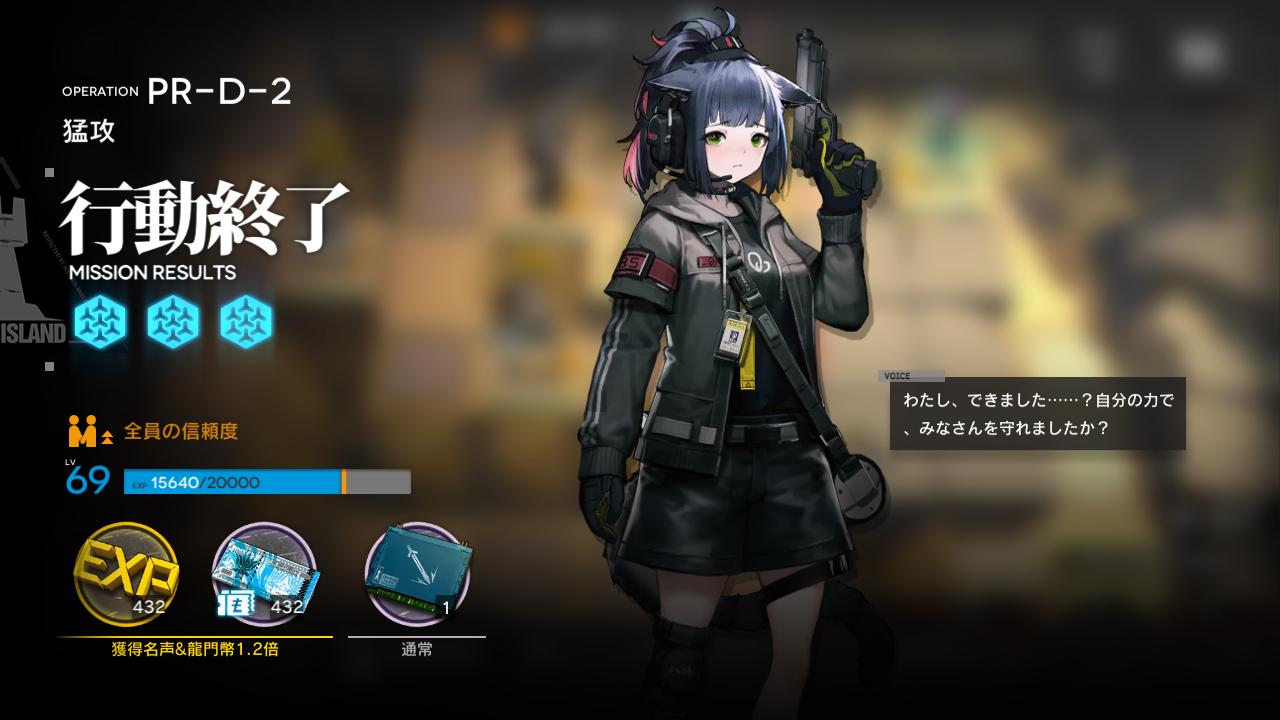 OPERATION PR-D-2
猛攻
行動終了
MISSION RESULTS
ISLAND
全員の信頼度
LV
69
EXP 15640/20000
EXP
432
432
1
獲得名声&龍門幣1.2倍
通常
VOICE
わたし、できました……？自分の力で
、みなさんを守れましたか？